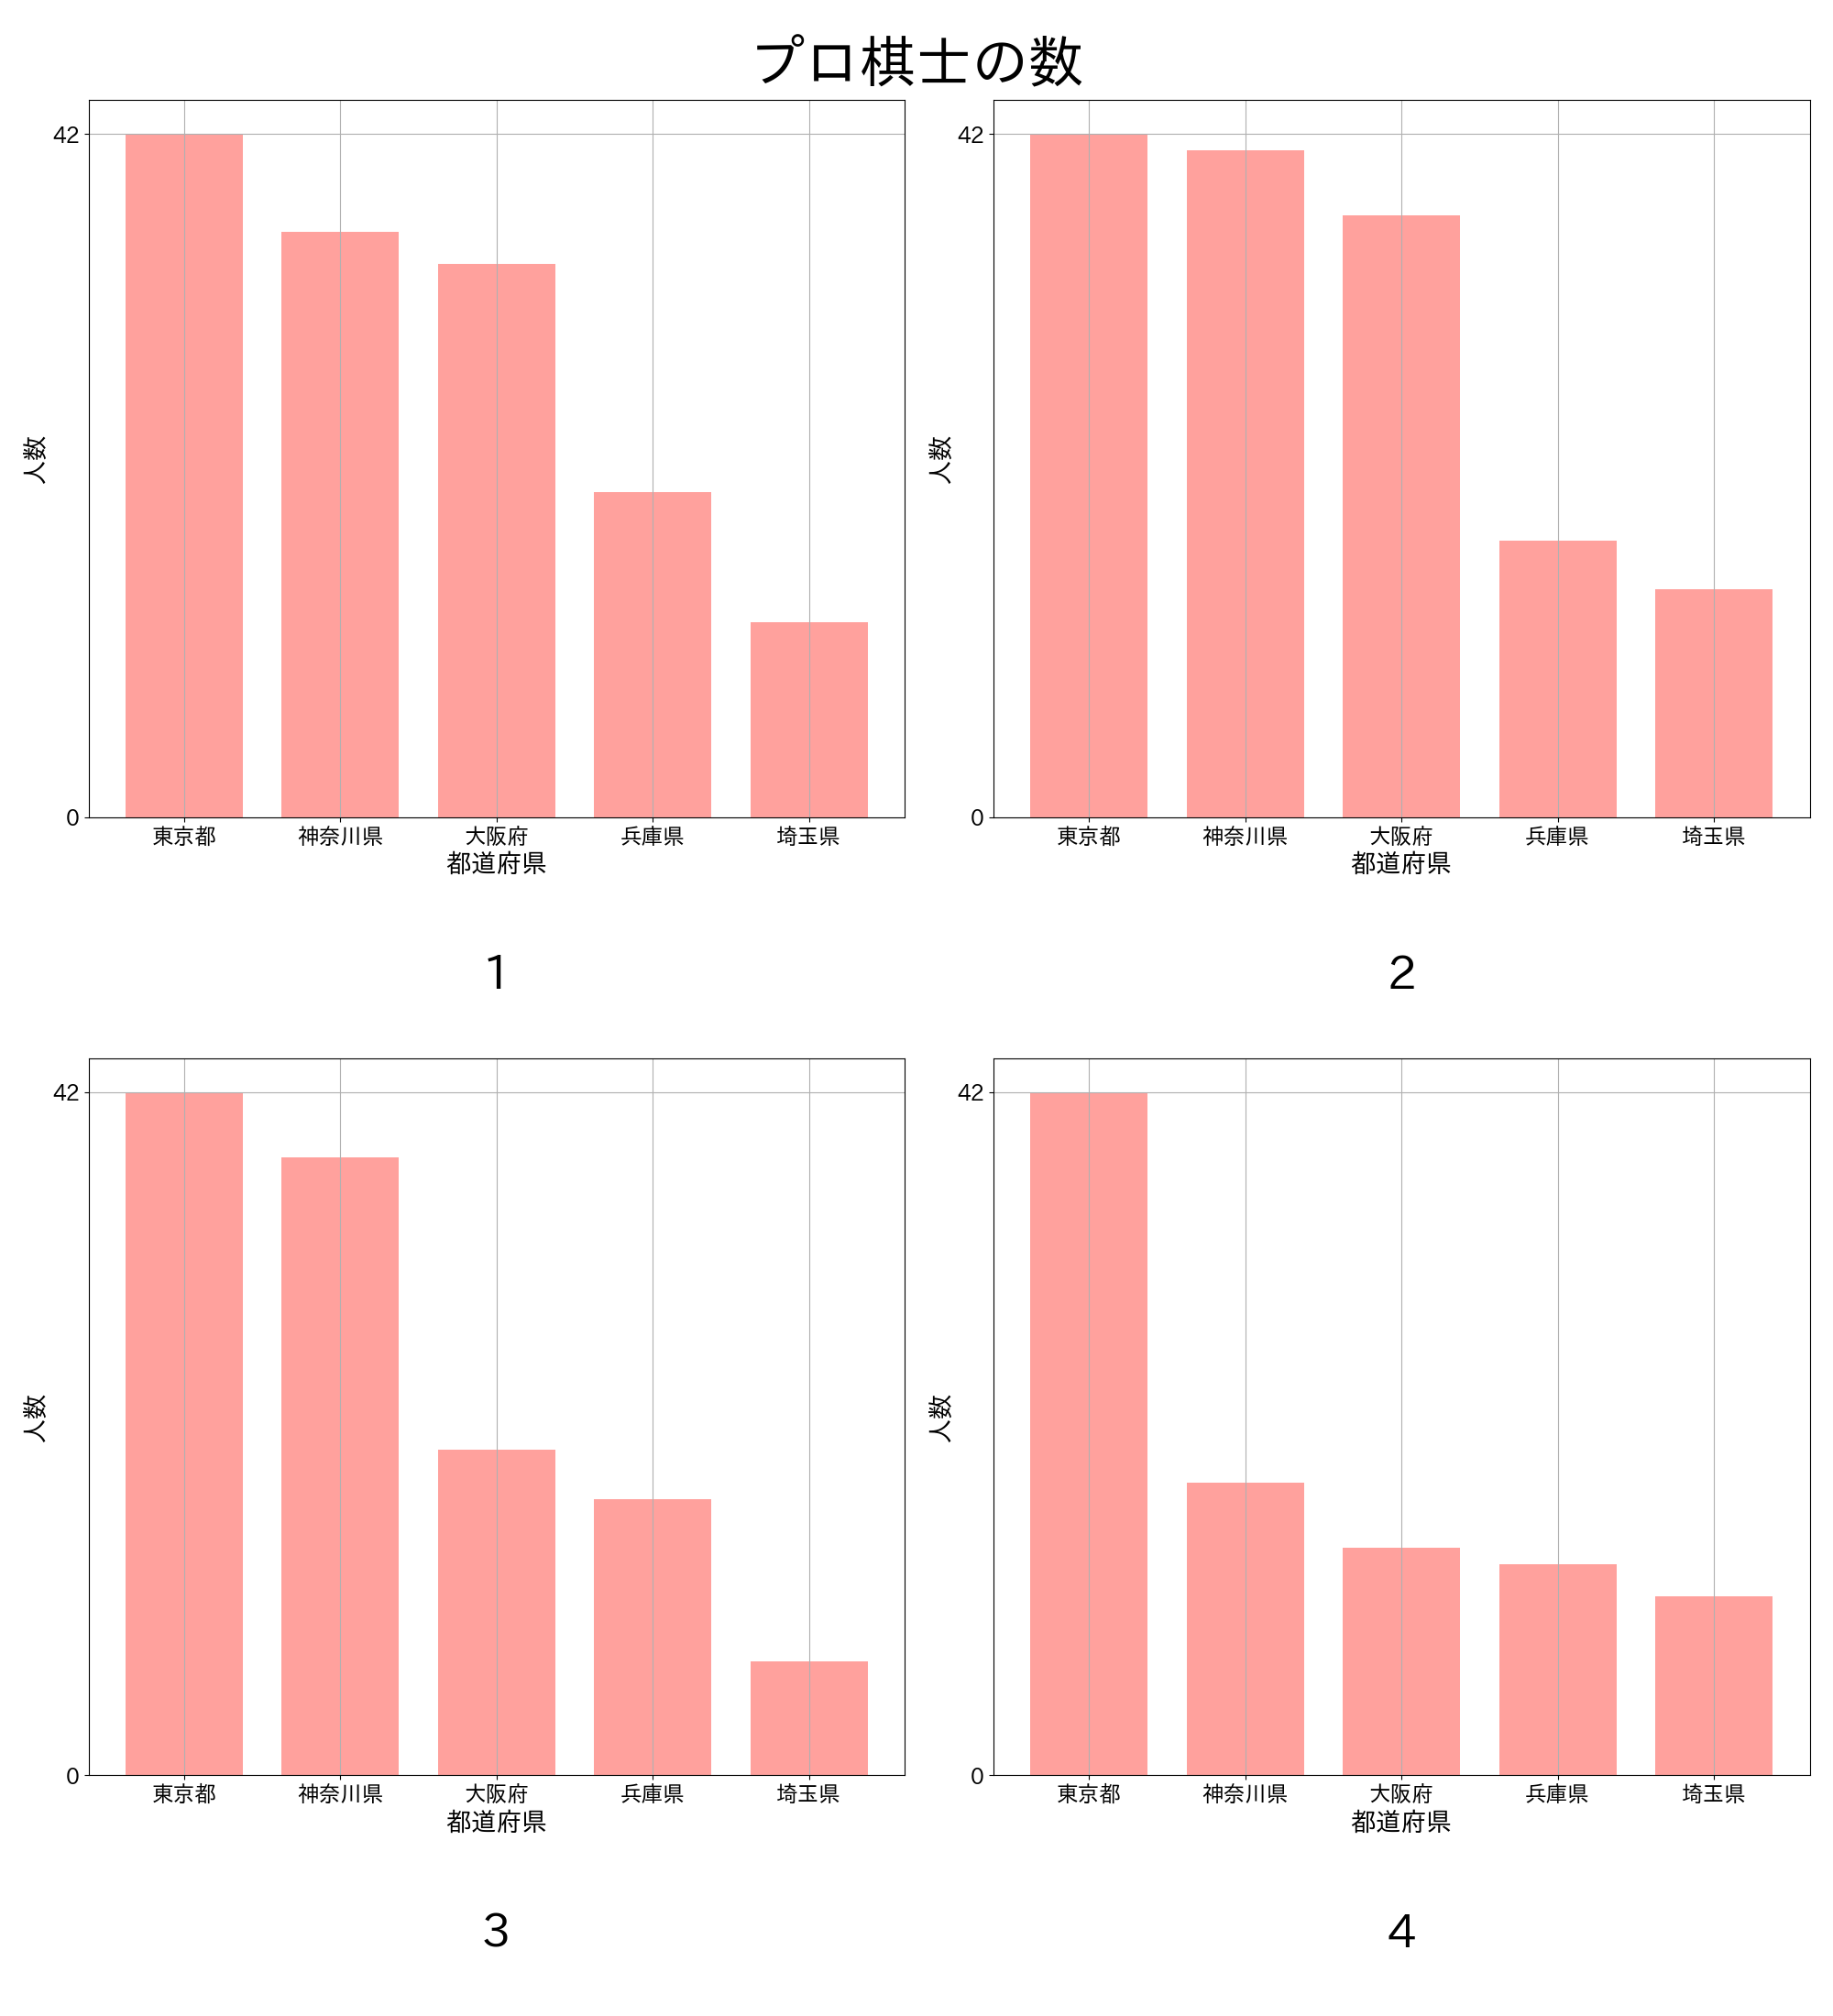 プロ棋士の数
42
0
人数
東京都 神奈川県 大阪府 兵庫県 埼玉県
都道府県
1
42
0
人数
東京都 神奈川県 大阪府 兵庫県 埼玉県
都道府県
2
42
0
人数
東京都 神奈川県 大阪府 兵庫県 埼玉県
都道府県
3
42
0
人数
東京都 神奈川県 大阪府 兵庫県 埼玉県
都道府県
4